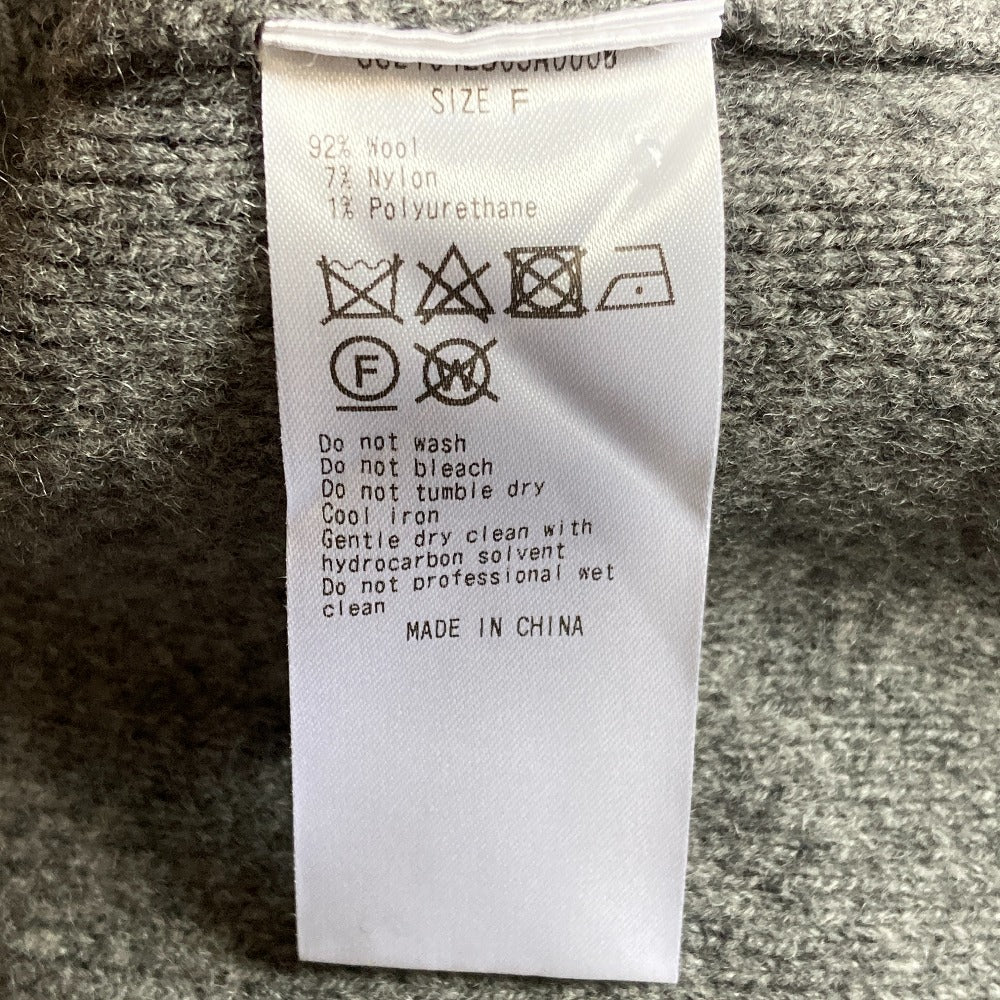 SIZE F
92% Wool
7% Nylon
1% Polyurethane
F W
Do not wash
Do not bleach
Do not tumble dry
Cool iron
Gentle dry clean with
hydrocarbon solvent
Do not professional wet
clean
MADE IN CHINA